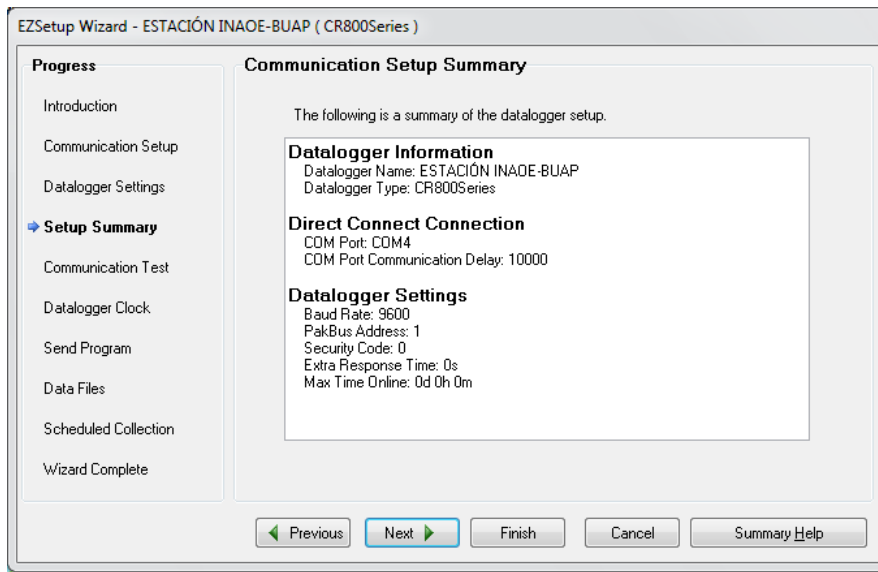 EZSetup Wizard - ESTACIÓN INAOE-BUAP ( CR800Series )
Progress
Introduction
Communication Setup
Datalogger Settings
Setup Summary
Communication Test
Datalogger Clock
Send Program
Data Files
Scheduled Collection
Wizard Complete
Communication Setup Summary
The following is a summary of the datalogger setup.
Datalogger Information
Datalogger Name: ESTACIÓN INAOE-BUAP
Datalogger Type: CR800Series
Direct Connect Connection
COM Port: COM4
COM Port Communication Delay: 10000
Datalogger Settings
Baud Rate: 9600
PakBus Address: 1
Security Code: 0
Extra Response Time: 0s
Max Time Online: 0d 0h 0m
Previous
Next
Finish
Cancel
Summary Help